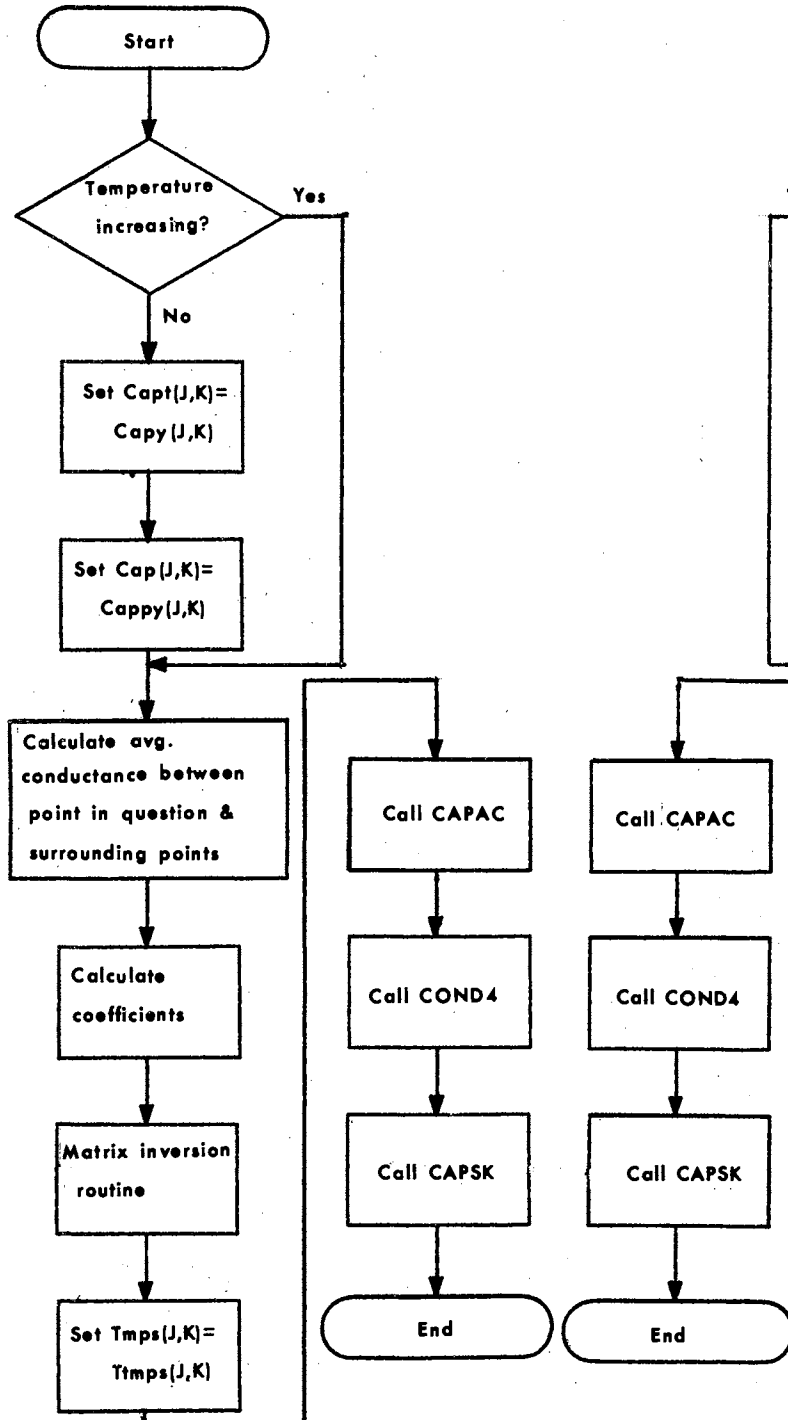 Start
Temperature
increasing?
Yes
No
Set Capt(J,K)=
Capy(J,K)
Set Cap(J,K)=
Cappy(J,K)
Calculate avg.
conductance between
point in question &
surrounding points
Calculate
coefficients
Matrix inversion
routine
Set Tmps(J,K)=
Ttmps(J,K)
Call CAPAC
Call COND4
Call CAPSK
End
Call CAPAC
Call COND4
Call CAPSK
End